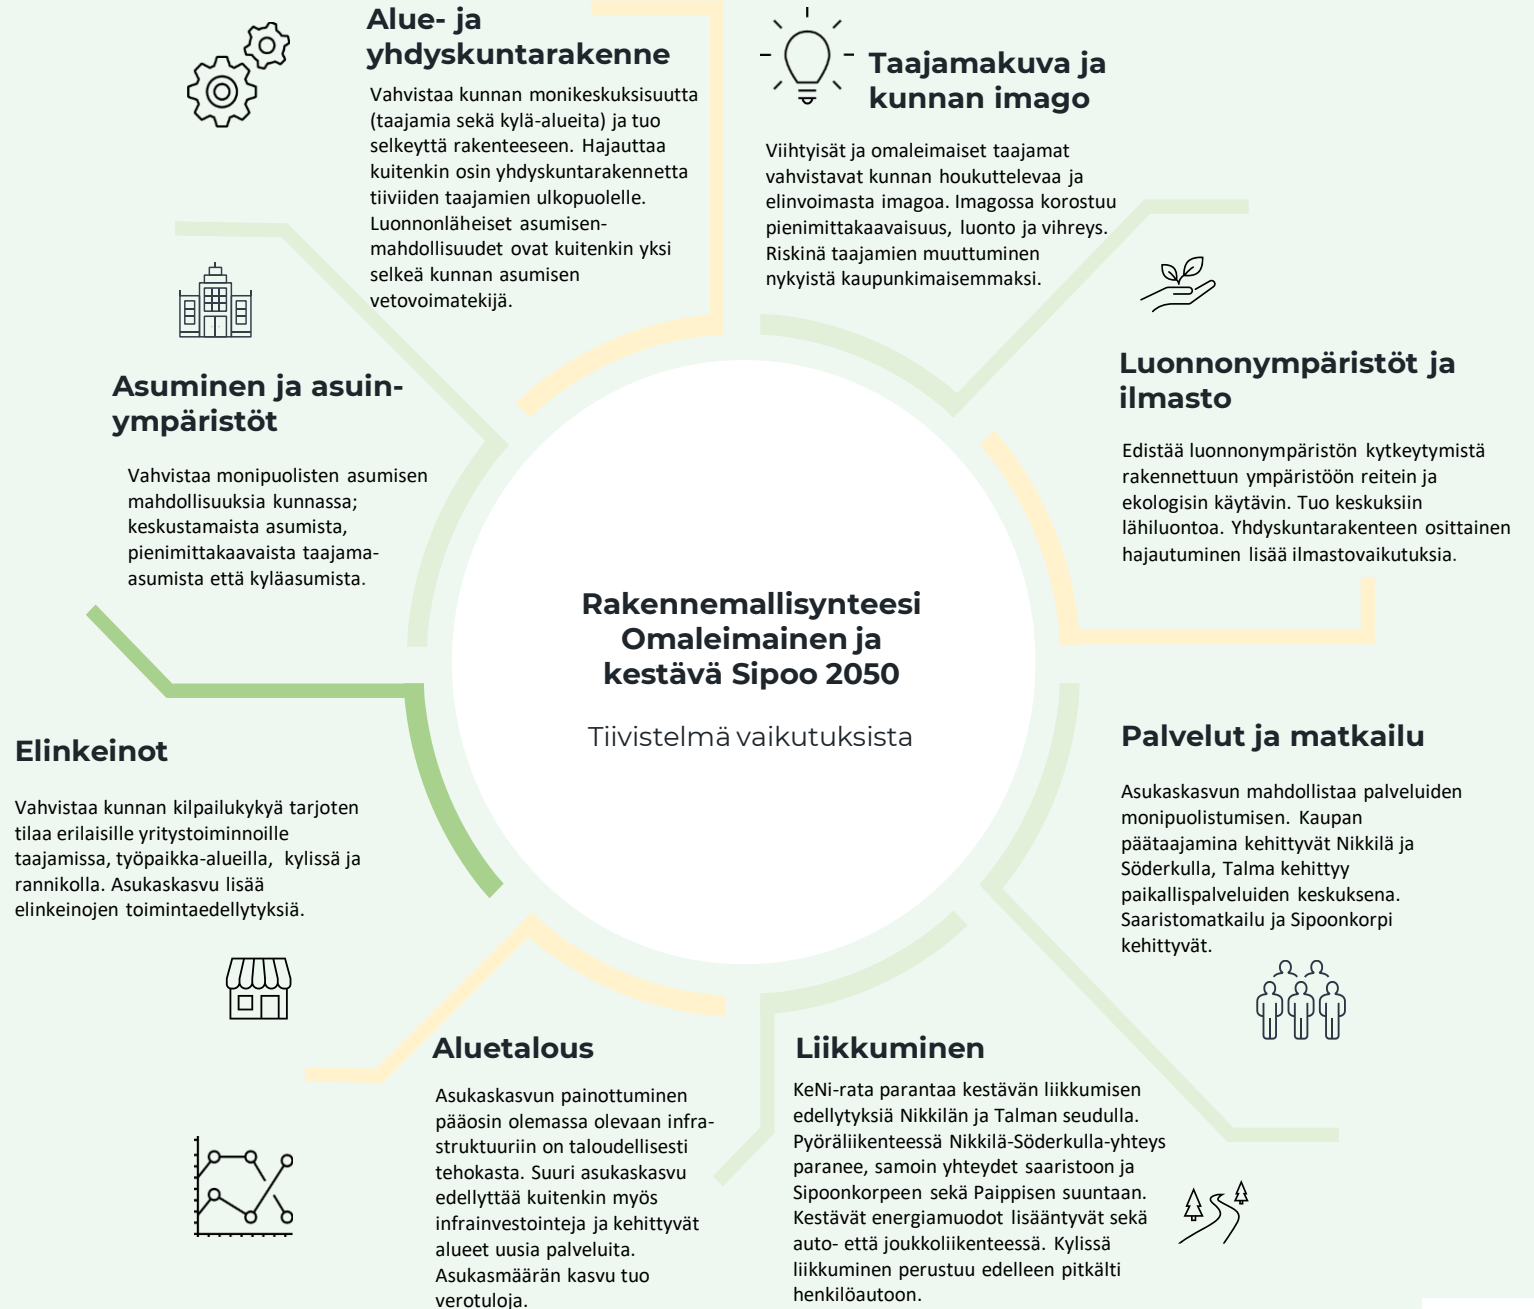 Alue- ja
yhdyskuntarakenne
Vahvistaa kunnan monikeskuksisuutta
(taajamia sekä kylä-alueita) ja tuo
selkeyttä rakenteeseen. Hajauttaa
kuitenkin osin yhdyskuntarakennetta
tiiviiden taajamien ulkopuolelle.
Luonnonläheiset asumisen-
mahdollisuudet ovat kuitenkin yksi
selkeä kunnan asumisen
vetovoimatekijä.
Taajamakuva ja
kunnan imago
Viihtyisät ja omaleimaiset taajamat
vahvistavat kunnan houkuttelevaa ja
elinvoimasta imagoa. Imagossa korostuu
pienimittakaavaisuus, luonto ja vihreys.
Riskinä taajamien muuttuminen
nykyistä kaupunkimaisemmaksi.
Asuminen ja asuin-
ympäristöt
Vahvistaa monipuolisten asumisen
mahdollisuuksia kunnassa;
keskustamaista asumista,
pienimittakaavaista taajama-
asumista että kyläasumista.
Luonnonympäristöt ja
ilmasto
Edistää luonnonympäristön kytkeytymistä
rakennettuun ympäristöön reitein ja
ekologisin käytävin. Tuo keskuksiin
lähiluontoa. Yhdyskuntarakenteen osittainen
hajautuminen lisää ilmastovaikutuksia.
Rakennemallisynteesi
Omaleimainen ja
kestävä Sipoo 2050
Tiivistelmä vaikutuksista
Elinkeinot
Vahvistaa kunnan kilpailukykyä tarjoten
tilaa erilaisille yritystoiminnoille
taajamissa, työpaikka-alueilla, kylissä ja
rannikolla. Asukaskasvu lisää
elinkeinojen toimintaedellytyksiä.
Palvelut ja matkailu
Asukaskasvun mahdollistaa palveluiden
monipuolistumisen. Kaupan
päätaajamina kehittyvät Nikkilä ja
Söderkulla, Talma kehittyy
paikallispalveluiden keskuksena.
Saaristomatkailu ja Sipoonkorpi
kehittyvät.
Aluetalous
Asukaskasvun painottuminen
pääosin olemassa olevaan infra-
struktuuriin on taloudellisesti
tehokasta. Suuri asukaskasvu
edellyttää kuitenkin myös
infrainvestointeja ja kehittyvät
alueet uusia palveluita.
Asukasmäärän kasvu tuo
verotuloja.
Liikkuminen
KeNi-rata parantaa kestävän liikkumisen
edellytyksiä Nikkilän ja Talman seudulla.
Pyöräliikenteessä Nikkilä-Söderkulla-yhteys
paranee, samoin yhteydet saaristoon ja
Sipoonkorpeen sekä Paippisen suuntaan.
Kestävät energiamuodot lisääntyvät sekä
auto- että joukkoliikenteessä. Kylissä
liikkuminen perustuu edelleen pitkälti
henkilöautoon.